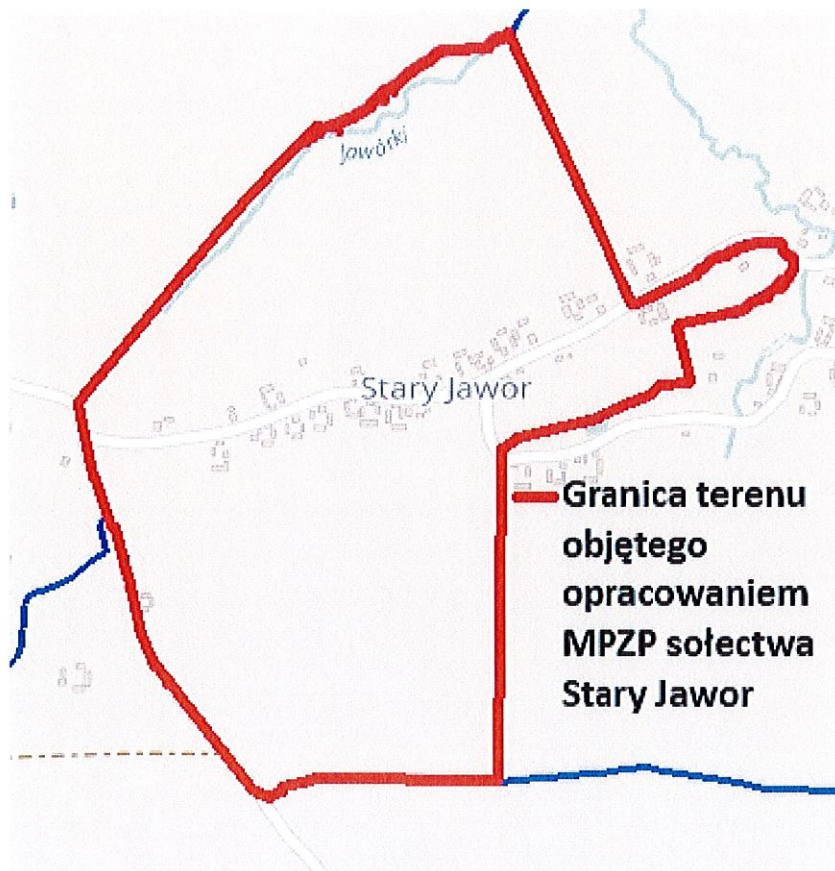 Jawórki
Stary Jawor
Granica terenu
objętego
opracowaniem
MPZP sołectwa
Stary Jawor